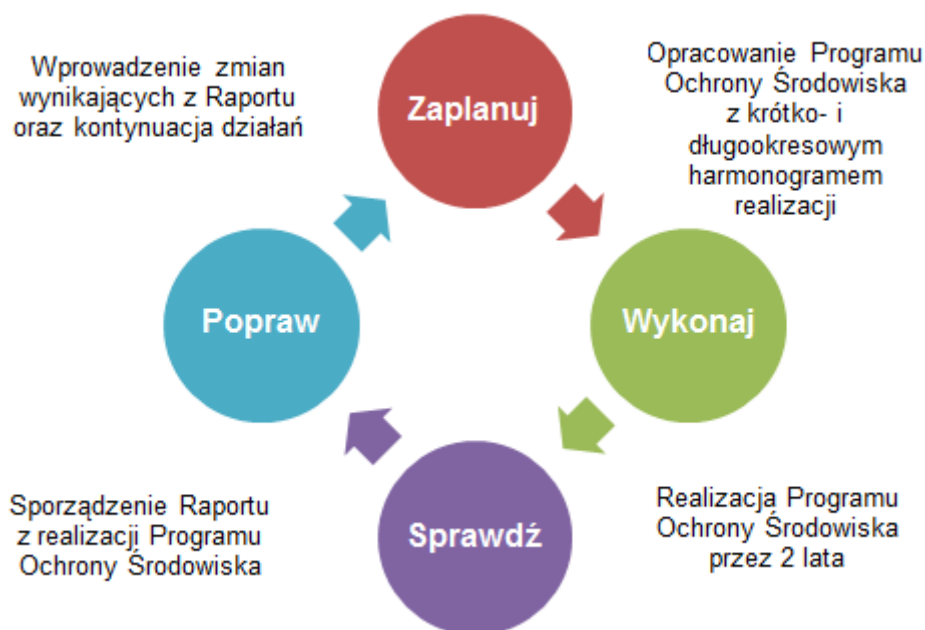 Wprowadzenie zmian
wynikających z Raportu
oraz kontynuacja działań
Zaplanuj
Opracowanie Programu
Ochrony Środowiska
z krótko- i
długookresowym
harmonogramem
realizacji
Popraw
Wykonaj
Sporządzenie Raportu
z realizacji Programu
Ochrony Środowiska
Sprawdź
Realizacja Programu
Ochrony Środowiska
przez 2 lata